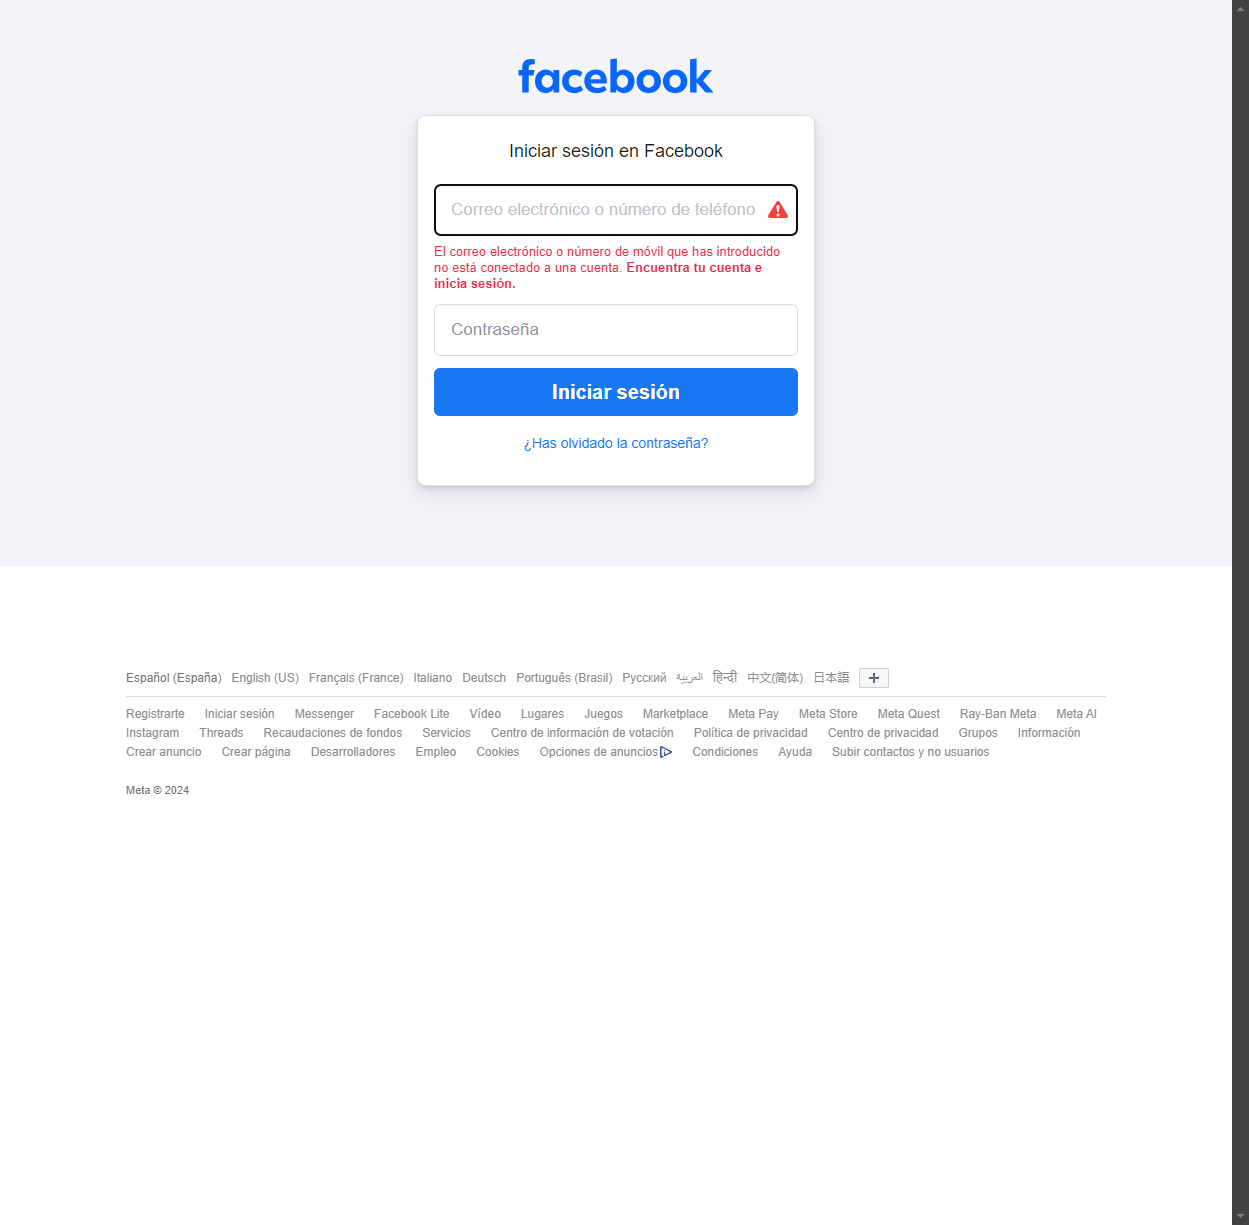 facebook
Iniciar sesión en Facebook
Correo electrónico o número de teléfono
El correo electrónico o número de móvil que has introducido
no está conectado a una cuenta. Encuentra tu cuenta e
inicia sesión.
Contraseña
Iniciar sesión
¿Has olvidado la contraseña?
Español (España) English (US) Français (France) Italiano Deutsch Português (Brasil) Русский العربية हिन्दी 中文(简体) 日本語
Registrarte Iniciar sesión Messenger Facebook Lite Vídeo Lugares Juegos Marketplace Meta Pay Meta Store Meta Quest Ray-Ban Meta Meta AI
Instagram Threads Recaudaciones de fondos Servicios Centro de información de votación Política de privacidad Centro de privacidad Grupos Información
Crear anuncio Crear página Desarrolladores Empleo Cookies Opciones de anuncios Condiciones Ayuda Subir contactos y no usuarios
Meta © 2024